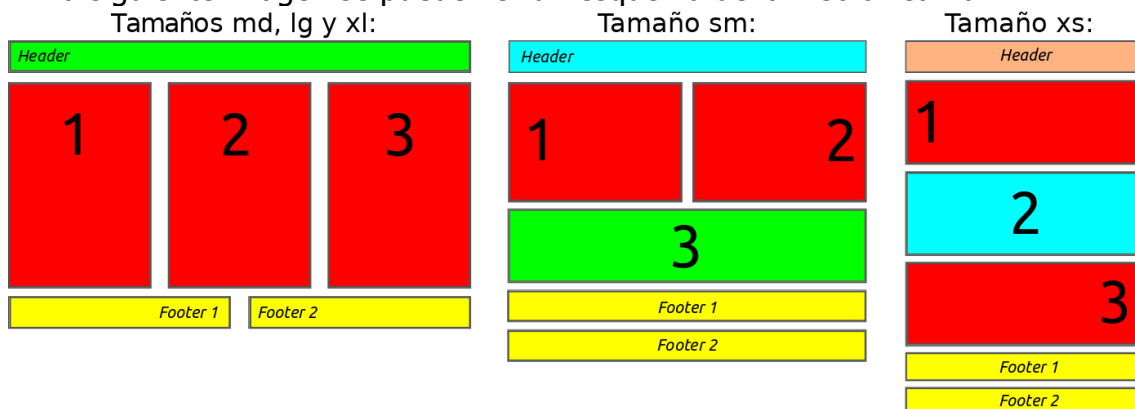 Tamaños md, lg y xl:
Header
1
2
3
Footer 1
Footer 2
Tamaño sm:
Header
1
2
3
Footer 1
Footer 2
Tamaño xs:
Header
1
2
3
Footer 1
Footer 2